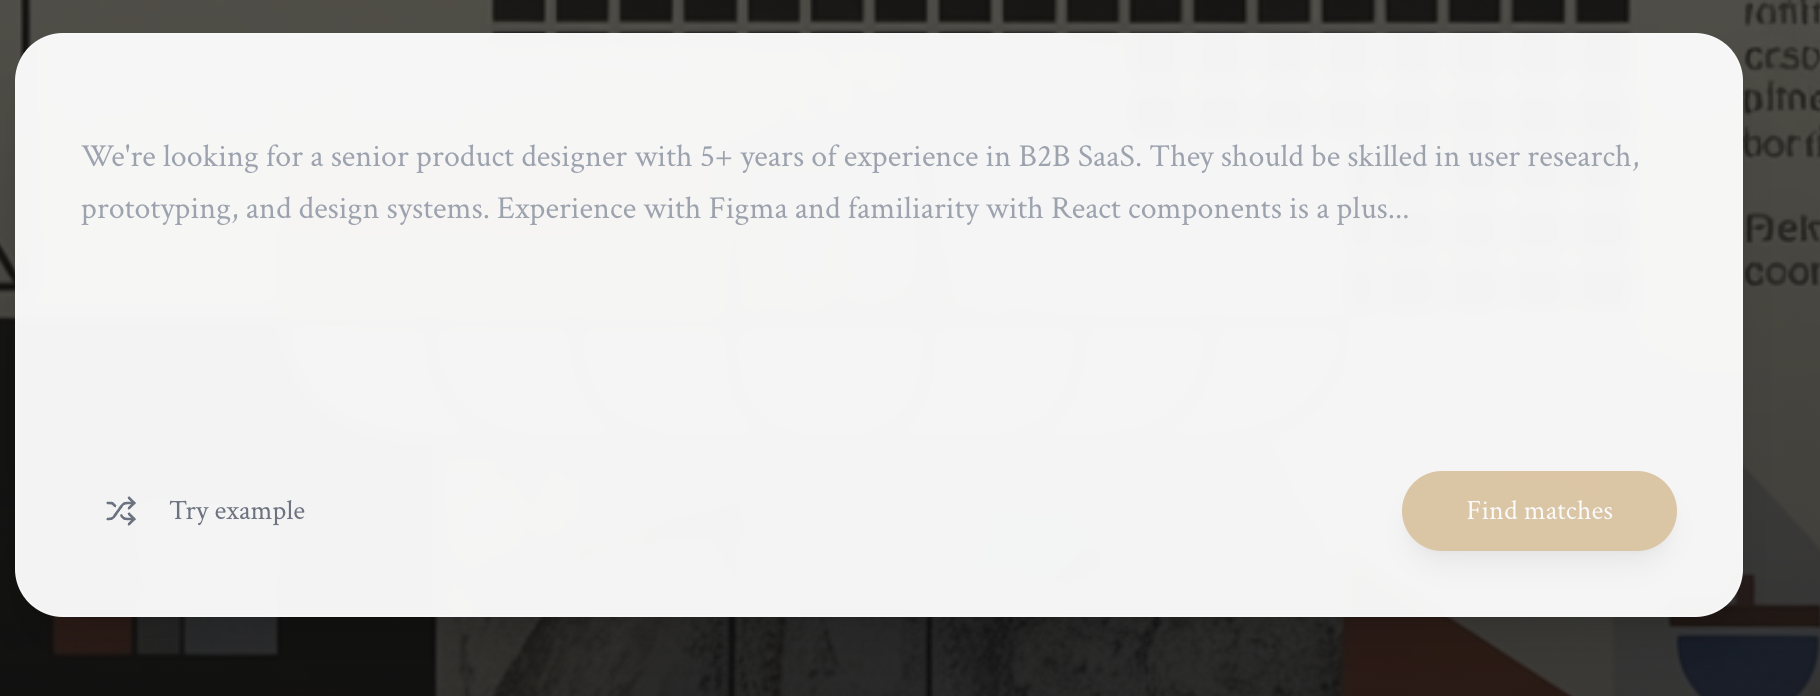 We're looking for a senior product designer with 5+ years of experience in B2B SaaS. They should be skilled in user research,
prototyping, and design systems. Experience with Figma and familiarity with React components is a plus...
Try example
Find matches